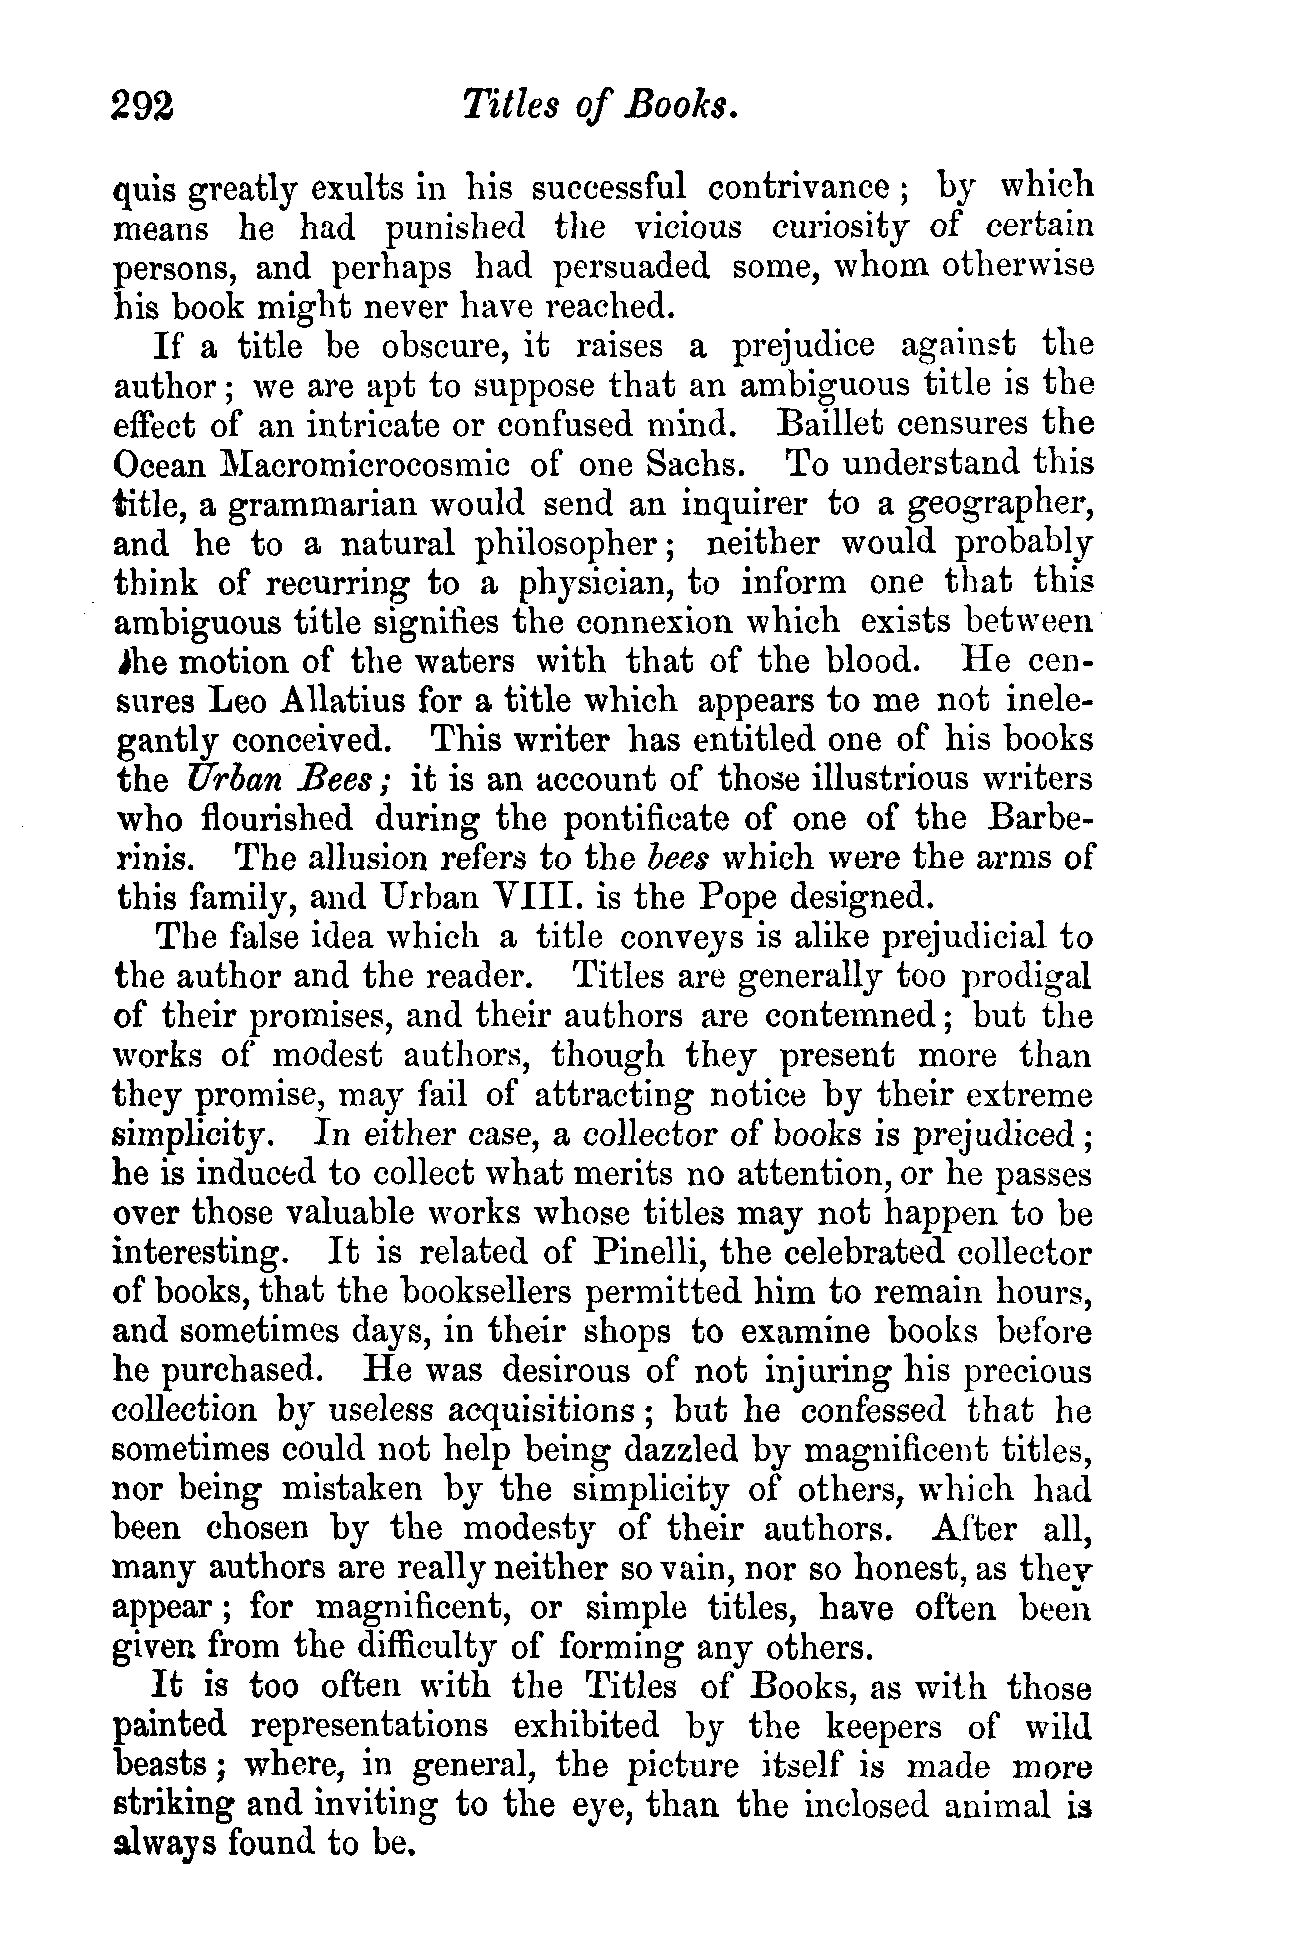 292 Titles of Books.
quis greatly exults in his successful contrivance ; by which
means he had punished the vicious curiosity of certain
persons, and perhaps had persuaded some, whom otherwise
his book might never have reached.
If a title be obscure, it raises a prejudice against the
author ; we are apt to suppose that an ambiguous title is the
effect of an intricate or confused mind. Baillet censures the
Ocean Macromicrocosmic of one Sachs. To understand this
title, a grammarian would send an inquirer to a geographer,
and he to a natural philosopher ; neither would probably
think of recurring to a physician, to inform one that this
ambiguous title signifies the connexion which exists between
the motion of the waters with that of the blood. He cen-
sures Leo Allatius for a title which appears to me not inele-
gantly conceived. This writer has entitled one of his books
the Urban Bees ; it is an account of those illustrious writers
who flourished during the pontificate of one of the Barbe-
rinis. The allusion refers to the bees which were the arms of
this family, and Urban VIII. is the Pope designed.
The false idea which a title conveys is alike prejudicial to
the author and the reader. Titles are generally too prodigal
of their promises, and their authors are contemned ; but the
works of modest authors, though they present more than
they promise, may fail of attracting notice by their extreme
simplicity. In either case, a collector of books is prejudiced ;
he is induced to collect what merits no attention, or he passes
over those valuable works whose titles may not happen to be
interesting. It is related of Pinelli, the celebrated collector
of books, that the booksellers permitted him to remain hours,
and sometimes days, in their shops to examine books before
he purchased. He was desirous of not injuring his precious
collection by useless acquisitions ; but he confessed that he
sometimes could not help being dazzled by magnificent titles,
nor being mistaken by the simplicity of others, which had
been chosen by the modesty of their authors. After all,
many authors are really neither so vain, nor so honest, as they
appear ; for magnificent, or simple titles, have often been
given from the difficulty of forming any others.
It is too often with the Titles of Books, as with those
painted representations exhibited by the keepers of wild
beasts ; where, in general, the picture itself is made more
striking and inviting to the eye, than the inclosed animal is
always found to be.